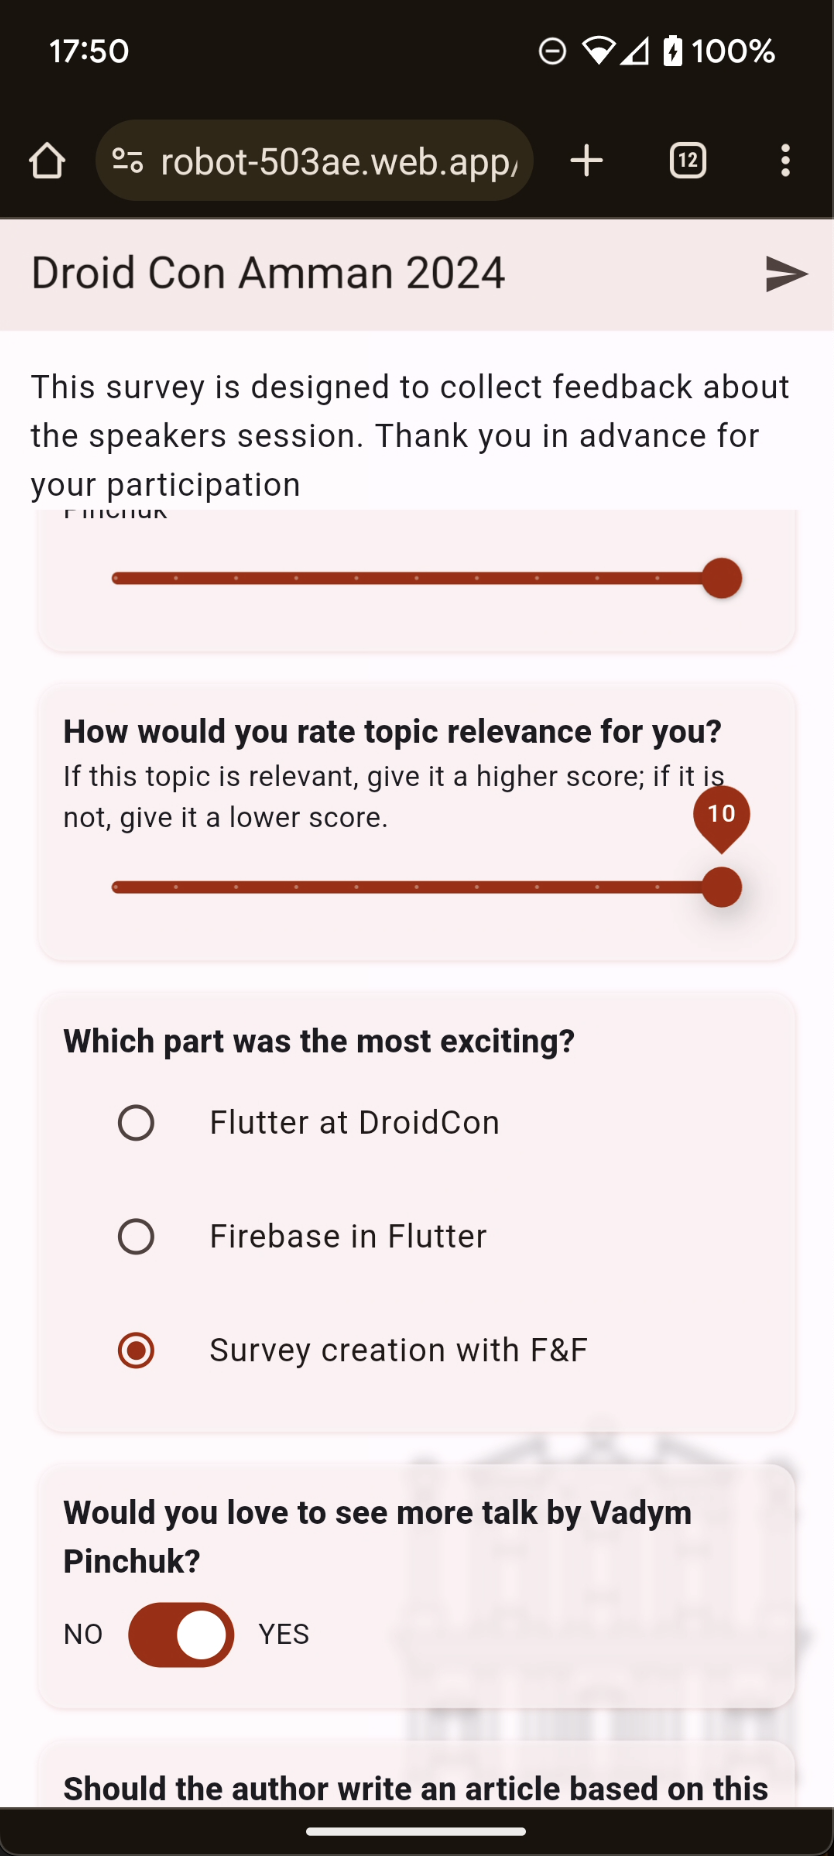 17:50
100%
robot-503ae.web.app/
12
Droid Con Amman 2024
This survey is designed to collect feedback about
the speakers session. Thank you in advance for
your participation
Pinchuk
How would you rate topic relevance for you?
If this topic is relevant, give it a higher score; if it is
not, give it a lower score.
10
Which part was the most exciting?
Flutter at DroidCon
Firebase in Flutter
Survey creation with F&F
Would you love to see more talk by Vadym
Pinchuk?
NO YES
Should the author write an article based on this